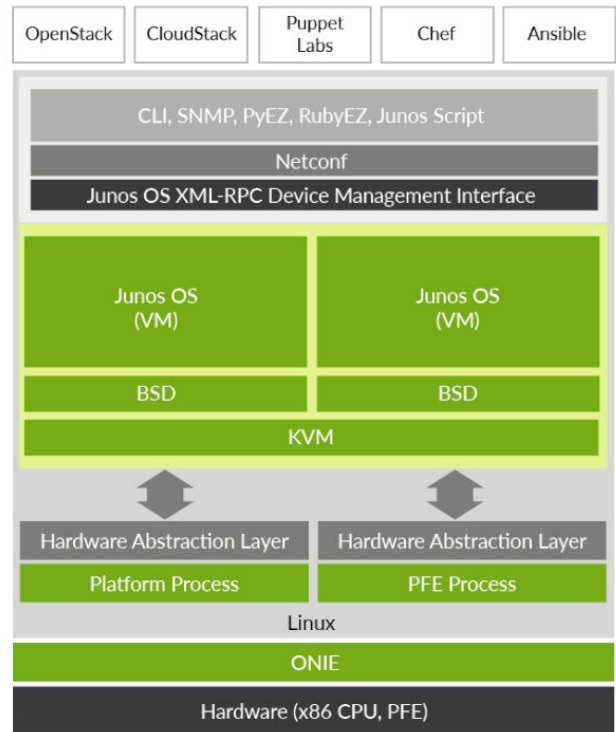 OpenStack
CloudStack
Puppet
Labs
Chef
Ansible
CLI, SNMP, PyEZ, RubyEZ, Junos Script
Netconf
Junos OS XML-RPC Device Management Interface
Junos OS
(VM)
Junos OS
(VM)
BSD
BSD
KVM
Hardware Abstraction Layer
Hardware Abstraction Layer
Platform Process
PFE Process
Linux
ONIE
Hardware (x86 CPU, PFE)